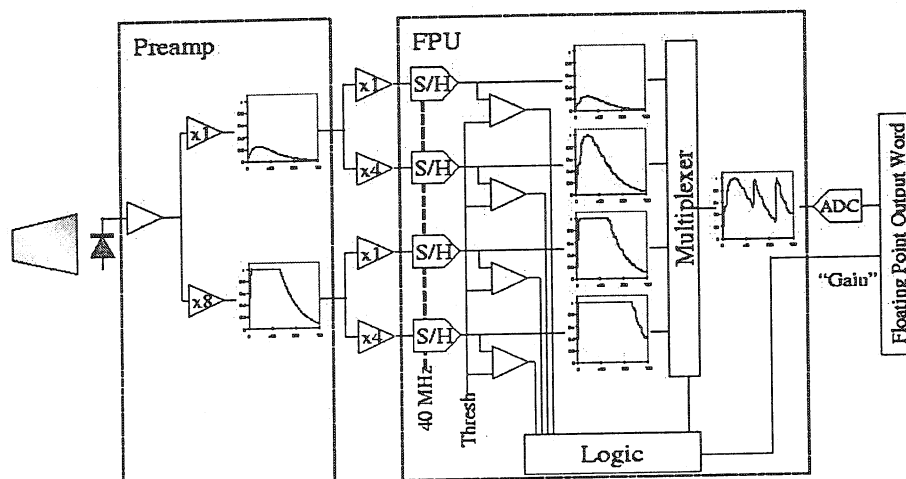 Preamp
FPU
x1
x8
x1
x4
x1
x4
S/H
S/H
S/H
S/H
40 MHz
Thresh
Multiplexer
Logic
ADC
"Gain"
Floating Point Output Word